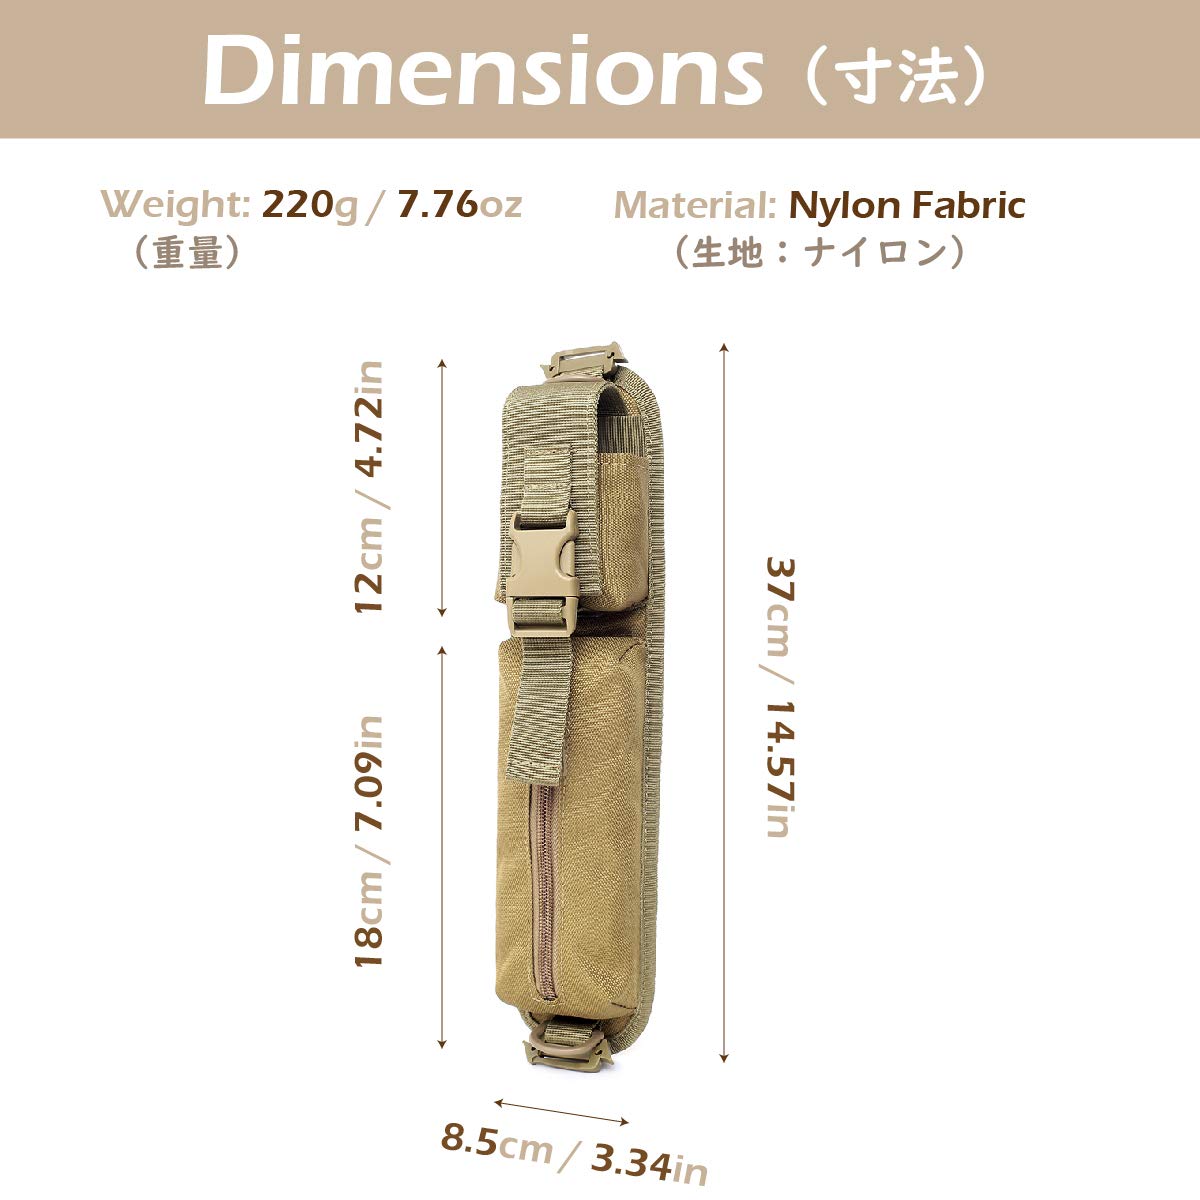 Dimensions（寸法）
Weight: 220g / 7.76oz
（重量）
Material: Nylon Fabric
（生地：ナイロン）
12cm / 4.72in
18cm / 7.09in
37cm / 14.57in
8.5cm / 3.34in